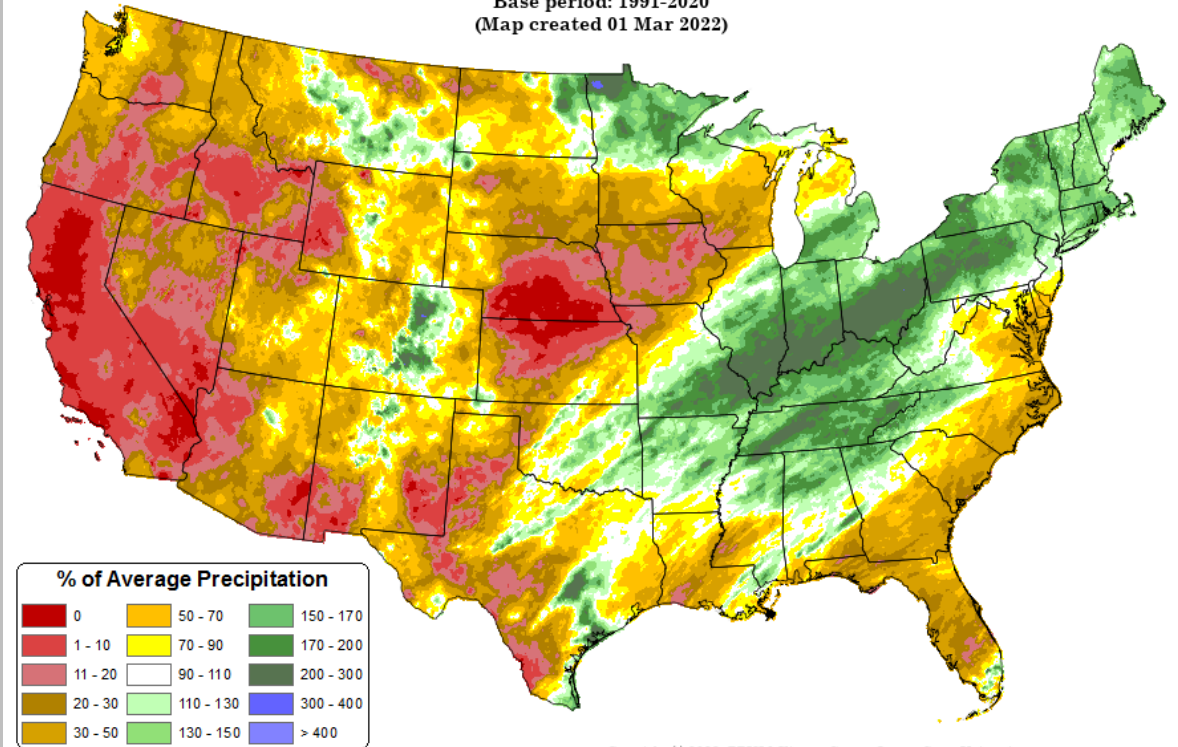 Base period: 1991-2020
(Map created 01 Mar 2022)
% of Average Precipitation
0
50 - 70
150 - 170
1 - 10
70 - 90
170 - 200
11 - 20
90 - 110
200 - 300
20 - 30
110 - 130
300 - 400
30 - 50
130 - 150
> 400